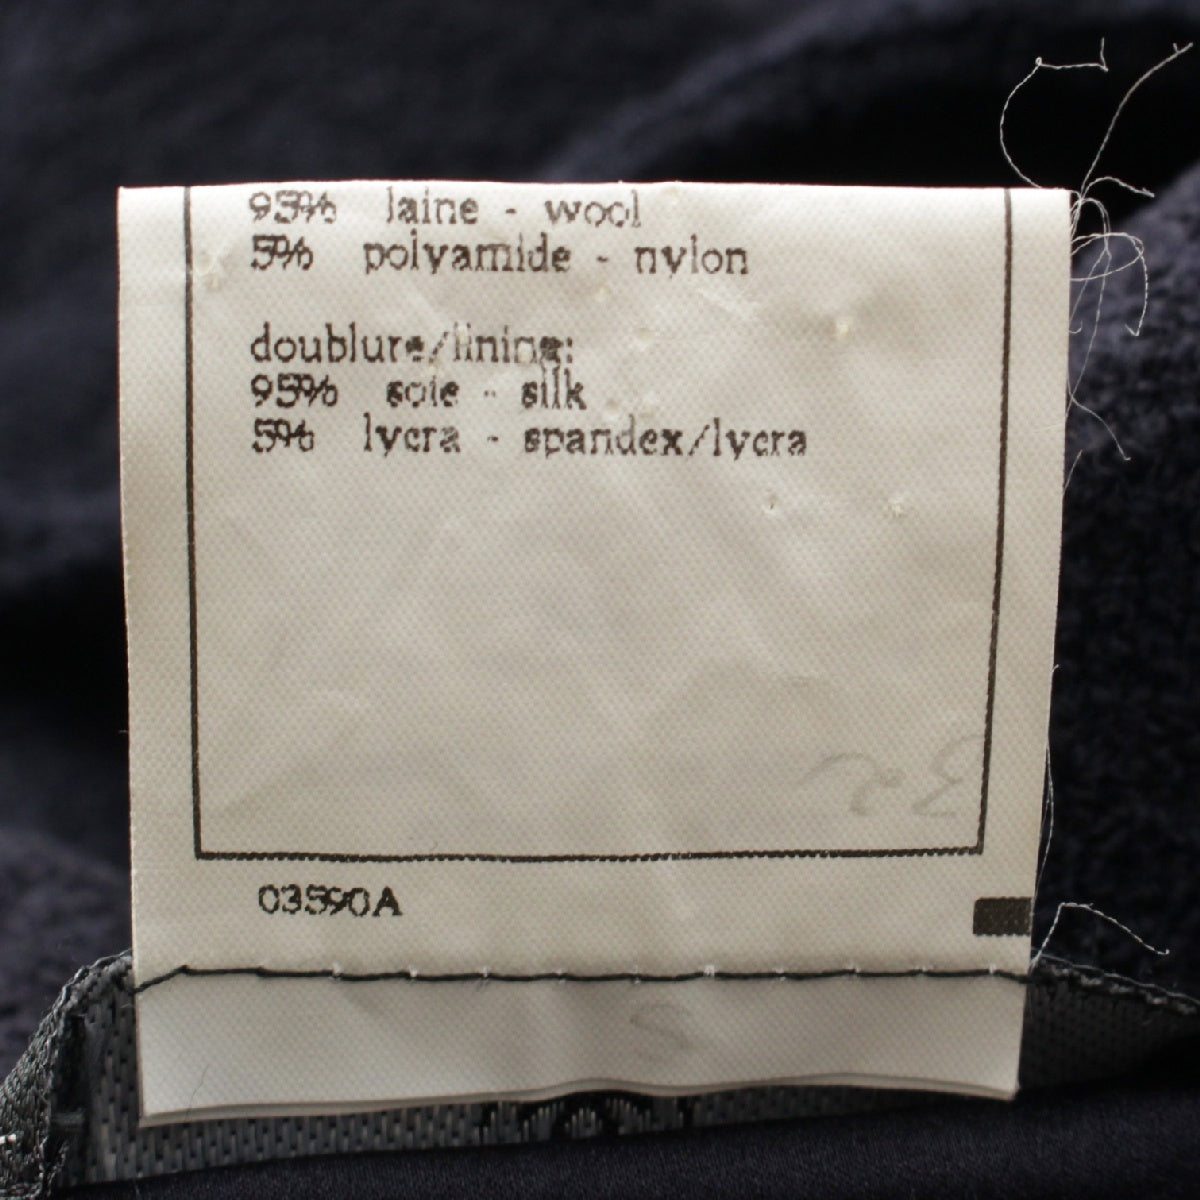 95% laine - wool
5% polyamide - nylon
doublure/lining:
95% soie - silk
5% lycra - spandex/lycra
03590A